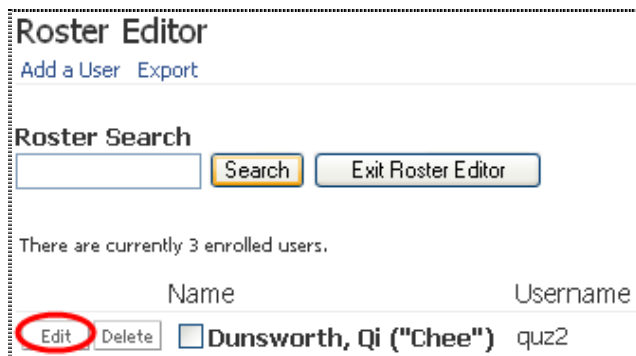 Roster Editor
Add a User Export
Roster Search
Search Exit Roster Editor
There are currently 3 enrolled users.
Name Username
Edit Delete Dunsworth, Qi ("Chee") quz2